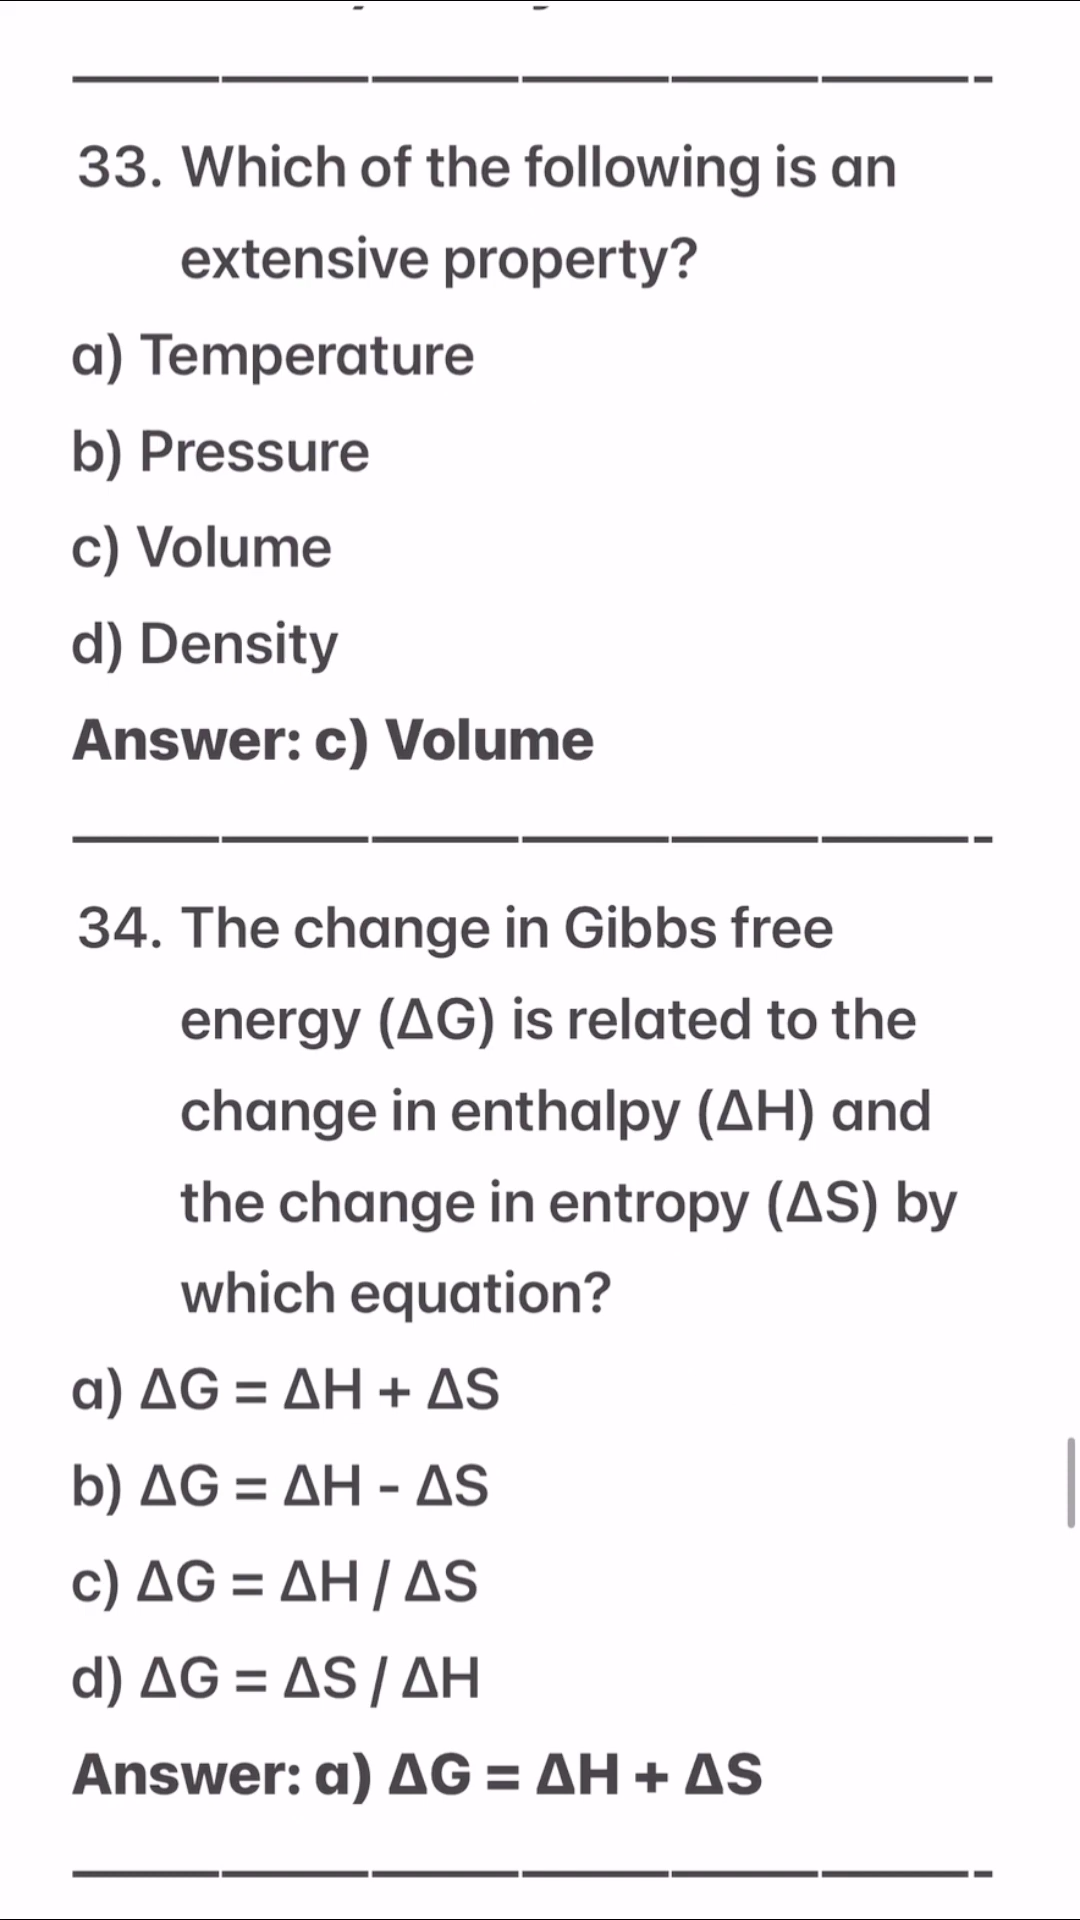 33. Which of the following is an
extensive property?
a) Temperature
b) Pressure
c) Volume
d) Density
Answer: c) Volume
34. The change in Gibbs free
energy (ΔG) is related to the
change in enthalpy (ΔH) and
the change in entropy (ΔS) by
which equation?
a) ΔG = ΔH + ΔS
b) ΔG = ΔH - ΔS
c) ΔG = ΔH / ΔS
d) ΔG = ΔS / ΔH
Answer: a) ΔG = ΔH + ΔS